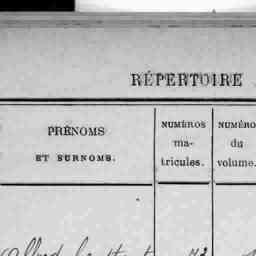 RÉPERTOIRE
PRÉNOMS
ET SURNOMS.
NUMÉROS
ma-
tricules.
NUMÉRO
du
volume.